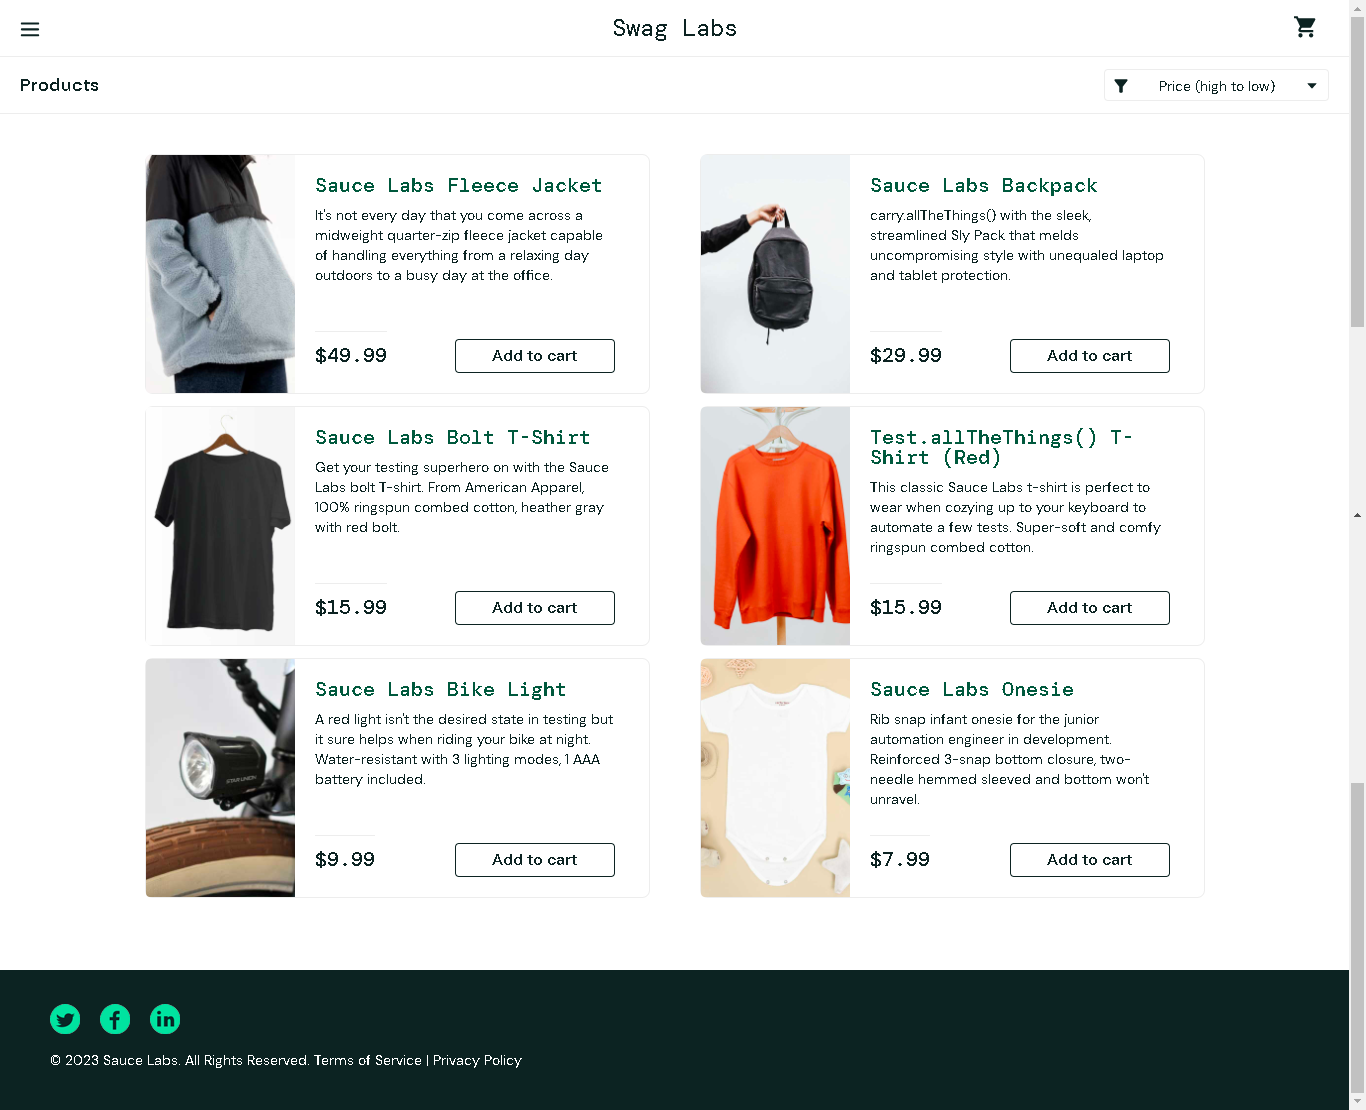 Swag Labs
Products
Price (high to low)
Sauce Labs Fleece Jacket
It's not every day that you come across a
midweight quarter-zip fleece jacket capable
of handling everything from a relaxing day
outdoors to a busy day at the office.
$49.99
Add to cart
Sauce Labs Backpack
carry.allTheThings() with the sleek,
streamlined Sly Pack that melds
uncompromising style with unequaled laptop
and tablet protection.
$29.99
Add to cart
Sauce Labs Bolt T-Shirt
Get your testing superhero on with the Sauce
Labs bolt T-shirt. From American Apparel,
100% ringspun combed cotton, heather gray
with red bolt.
$15.99
Add to cart
Test.allTheThings() T-
Shirt (Red)
This classic Sauce Labs t-shirt is perfect to
wear when cozying up to your keyboard to
automate a few tests. Super-soft and comfy
ringspun combed cotton.
$15.99
Add to cart
STAR UNION
Sauce Labs Bike Light
A red light isn't the desired state in testing but
it sure helps when riding your bike at night.
Water-resistant with 3 lighting modes, 1 AAA
battery included.
$9.99
Add to cart
Sauce Labs Onesie
Rib snap infant onesie for the junior
automation engineer in development.
Reinforced 3-snap bottom closure, two-
needle hemmed sleeved and bottom won't
unravel.
$7.99
Add to cart
© 2023 Sauce Labs. All Rights Reserved. Terms of Service | Privacy Policy